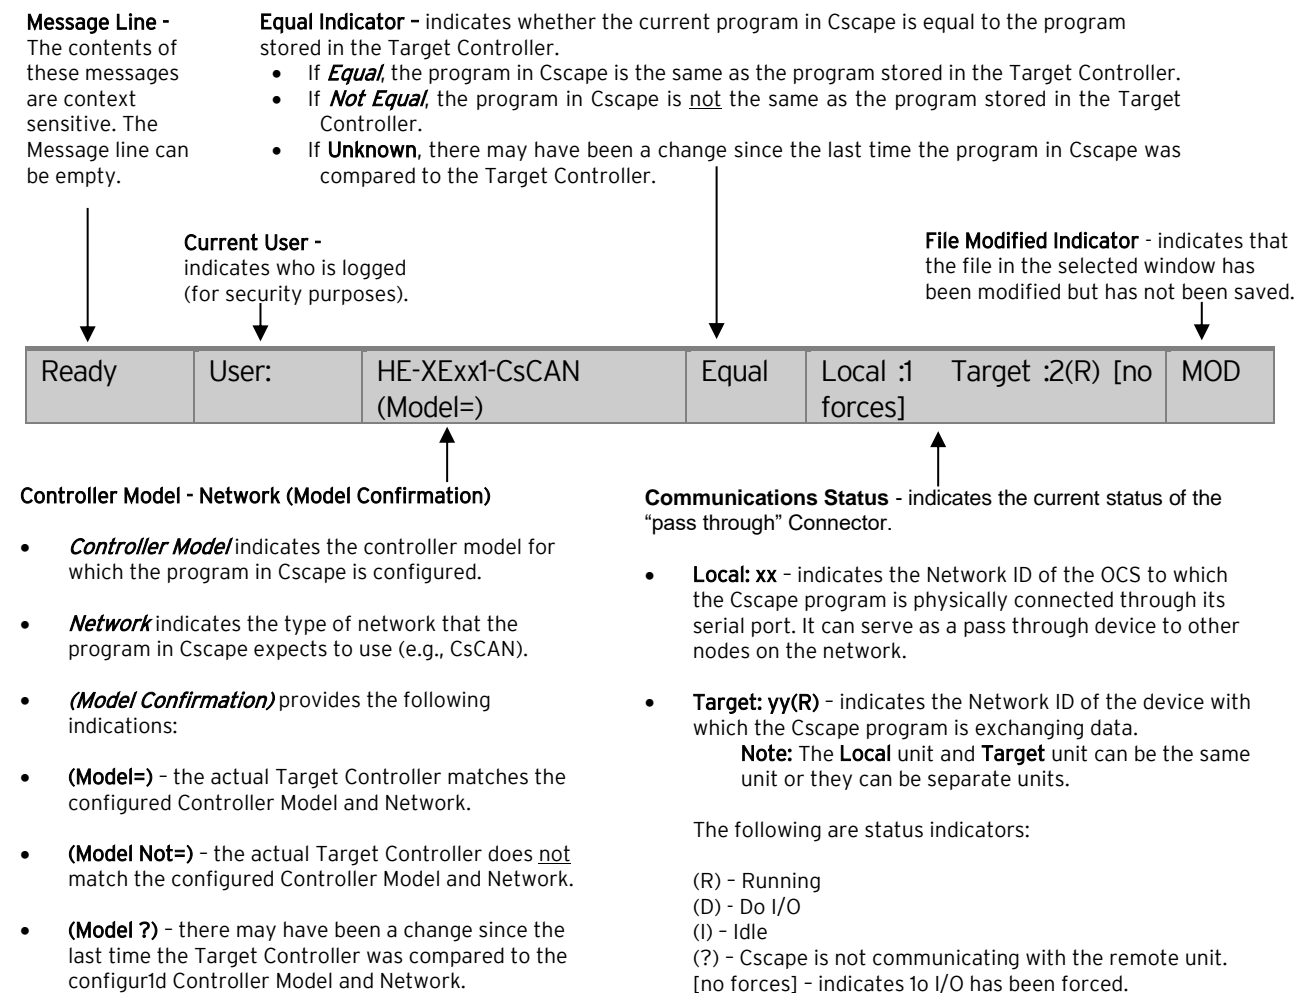 Message Line -
The contents of
these messages
are context
sensitive. The
Message line can
be empty.
Equal Indicator – indicates whether the current program in Cscape is equal to the program
stored in the Target Controller.
• If Equal, the program in Cscape is the same as the program stored in the Target Controller.
• If Not Equal, the program in Cscape is not the same as the program stored in the Target
Controller.
• If Unknown, there may have been a change since the last time the program in Cscape was
compared to the Target Controller.
Current User -
indicates who is logged
(for security purposes).
File Modified Indicator - indicates that
the file in the selected window has
been modified but has not been saved.
Ready
User:
HE-XExx1-CsCAN
(Model=)
Equal
Local :1 Target :2(R) [no
forces]
MOD
Controller Model - Network (Model Confirmation)
• Controller Model indicates the controller model for
which the program in Cscape is configured.
• Network indicates the type of network that the
program in Cscape expects to use (e.g., CsCAN).
• (Model Confirmation) provides the following
indications:
• (Model=) – the actual Target Controller matches the
configured Controller Model and Network.
• (Model Not=) – the actual Target Controller does not
match the configured Controller Model and Network.
• (Model ?) – there may have been a change since the
last time the Target Controller was compared to the
configur1d Controller Model and Network.
Communications Status - indicates the current status of the
“pass through” Connector.
• Local: xx – indicates the Network ID of the OCS to which
the Cscape program is physically connected through its
serial port. It can serve as a pass through device to other
nodes on the network.
• Target: yy(R) – indicates the Network ID of the device with
which the Cscape program is exchanging data.
Note: The Local unit and Target unit can be the same
unit or they can be separate units.
The following are status indicators:
(R) – Running
(D) - Do I/O
(I) – Idle
(?) – Cscape is not communicating with the remote unit.
[no forces] – indicates 1o I/O has been forced.